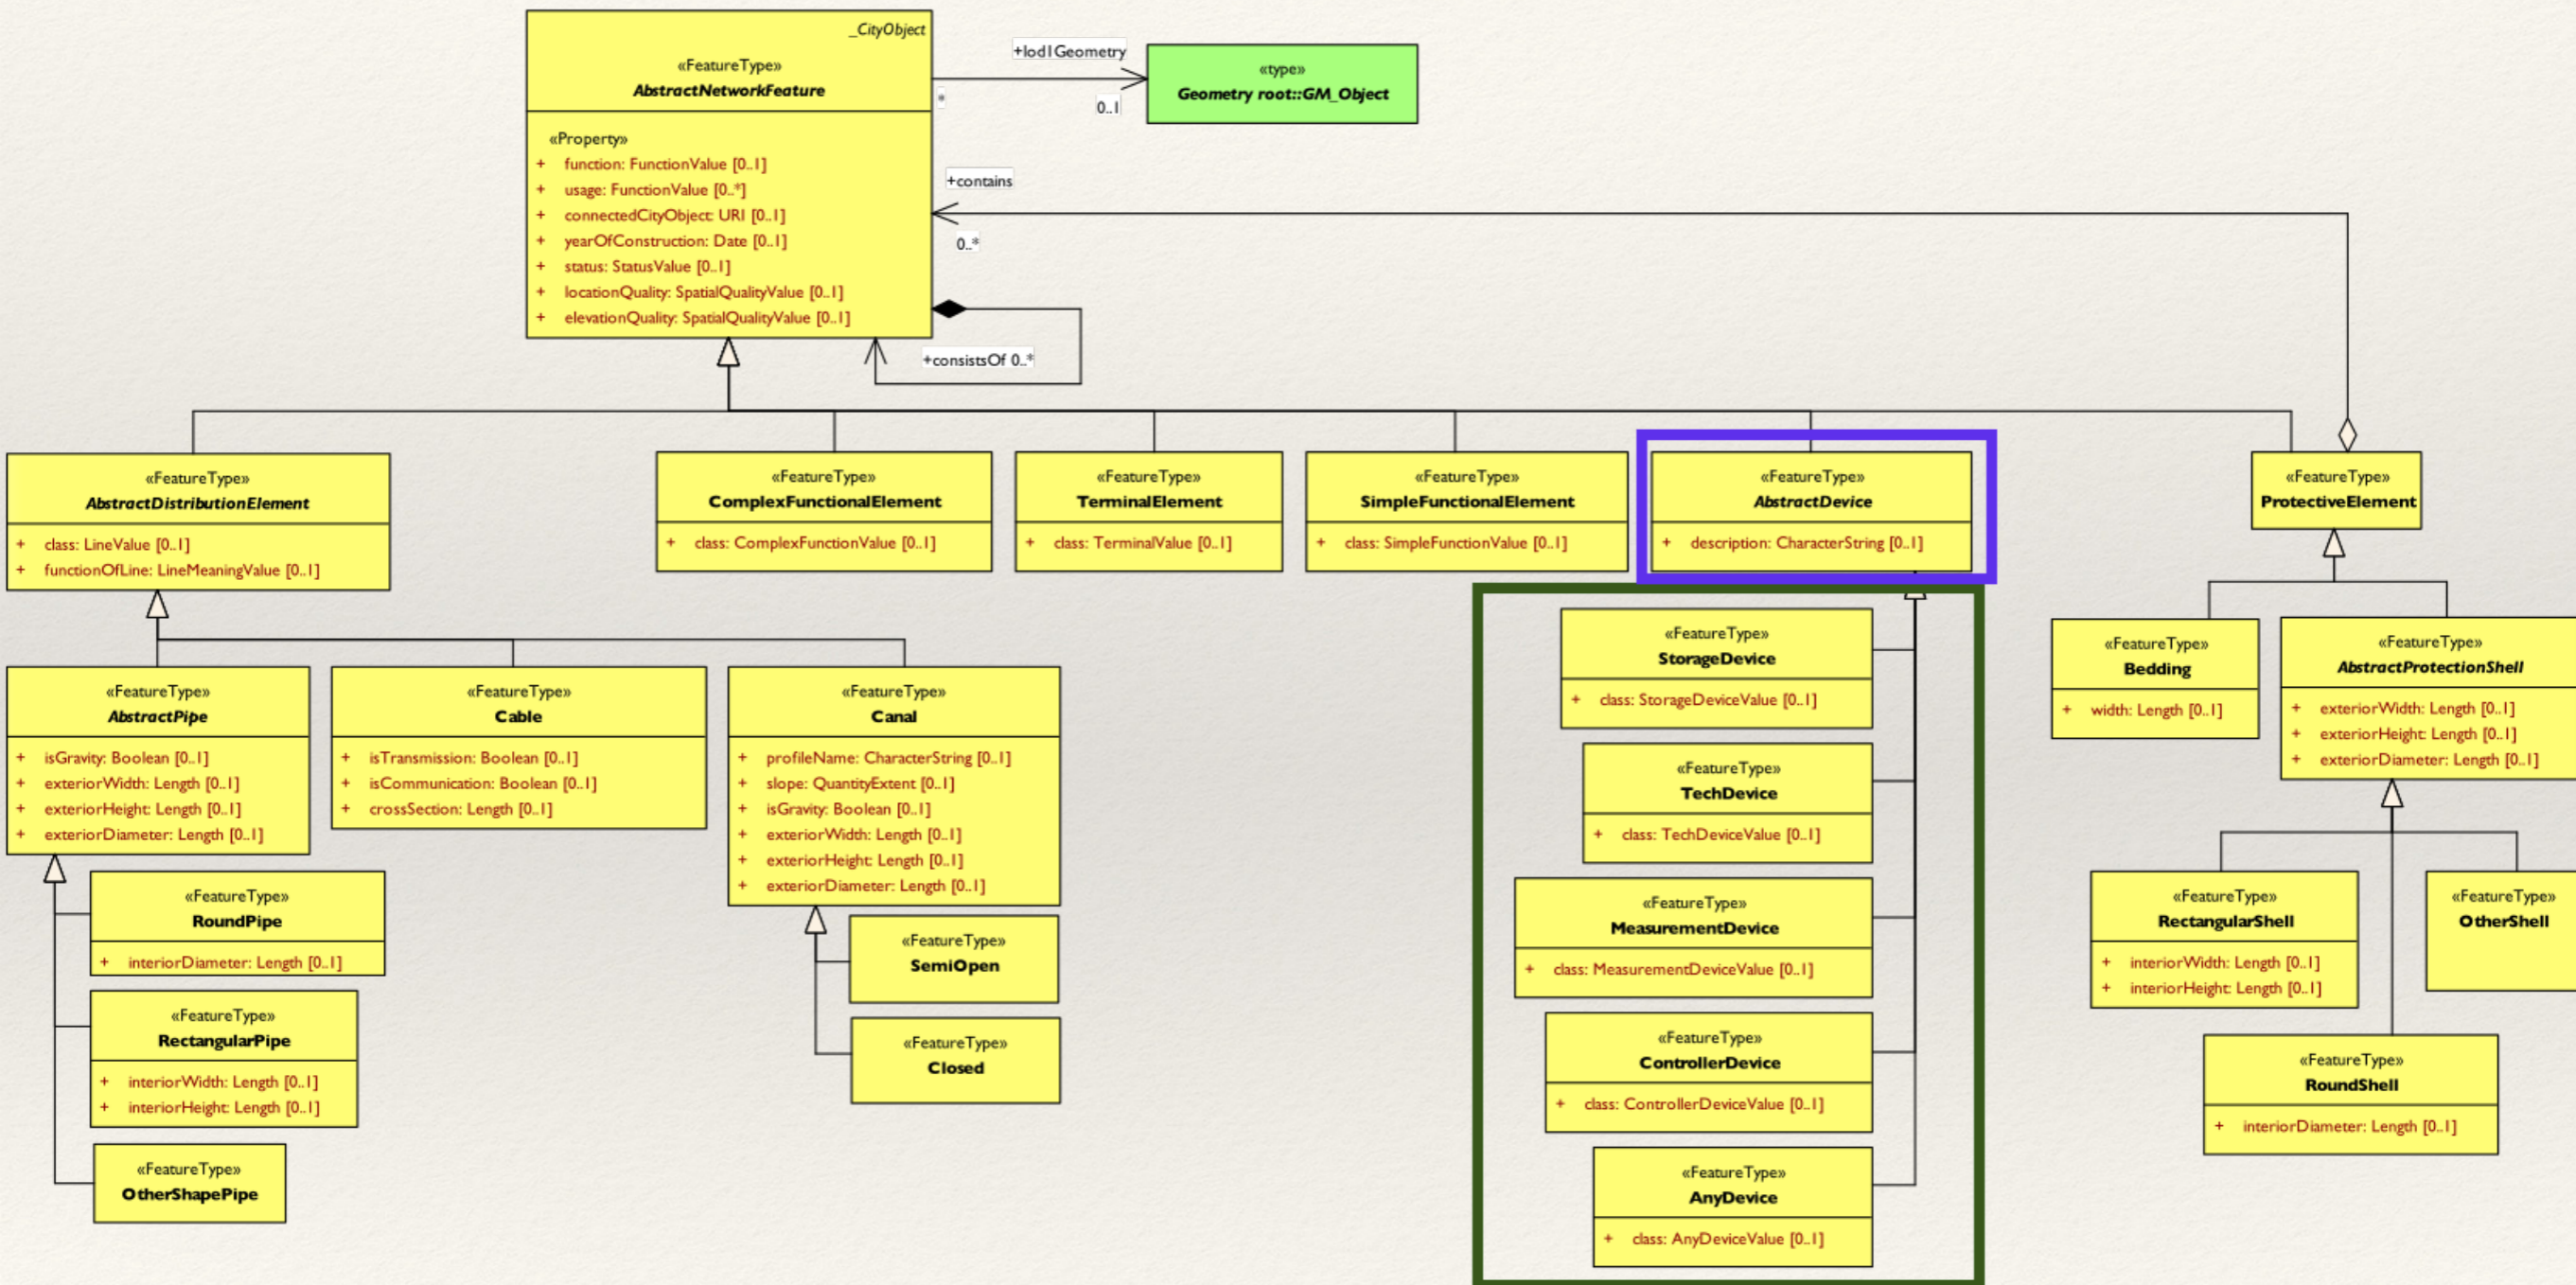 _CityObject
«FeatureType»
AbstractNetworkFeature
«Property»
+ function: FunctionValue [0..1]
+ usage: FunctionValue [0..*]
+ connectedCityObject: URI [0..1]
+ yearOfConstruction: Date [0..1]
+ status: StatusValue [0..1]
+ locationQuality: SpatialQualityValue [0..1]
+ elevationQuality: SpatialQualityValue [0..1]
+lod1Geometry
*
0..1
«type»
Geometry root::GM_Object
+contains
0..*
+consistsOf 0..*
«FeatureType»
AbstractDistributionElement
+ class: LineValue [0..1]
+ functionOfLine: LineMeaningValue [0..1]
«FeatureType»
ComplexFunctionalElement
+ class: ComplexFunctionValue [0..1]
«FeatureType»
TerminalElement
+ class: TerminalValue [0..1]
«FeatureType»
SimpleFunctionalElement
+ class: SimpleFunctionValue [0..1]
«FeatureType»
AbstractDevice
+ description: CharacterString [0..1]
«FeatureType»
ProtectiveElement
«FeatureType»
AbstractPipe
+ isGravity: Boolean [0..1]
+ exteriorWidth: Length [0..1]
+ exteriorHeight: Length [0..1]
+ exteriorDiameter: Length [0..1]
«FeatureType»
Cable
+ isTransmission: Boolean [0..1]
+ isCommunication: Boolean [0..1]
+ crossSection: Length [0..1]
«FeatureType»
Canal
+ profileName: CharacterString [0..1]
+ slope: QuantityExtent [0..1]
+ isGravity: Boolean [0..1]
+ exteriorWidth: Length [0..1]
+ exteriorHeight: Length [0..1]
+ exteriorDiameter: Length [0..1]
«FeatureType»
RoundPipe
+ interiorDiameter: Length [0..1]
«FeatureType»
RectangularPipe
+ interiorWidth: Length [0..1]
+ interiorHeight: Length [0..1]
«FeatureType»
OtherShapePipe
«FeatureType»
SemiOpen
«FeatureType»
Closed
«FeatureType»
StorageDevice
+ class: StorageDeviceValue [0..1]
«FeatureType»
TechDevice
+ class: TechDeviceValue [0..1]
«FeatureType»
MeasurementDevice
+ class: MeasurementDeviceValue [0..1]
«FeatureType»
ControllerDevice
+ class: ControllerDeviceValue [0..1]
«FeatureType»
AnyDevice
+ class: AnyDeviceValue [0..1]
«FeatureType»
Bedding
+ width: Length [0..1]
«FeatureType»
AbstractProtectionShell
+ exteriorWidth: Length [0..1]
+ exteriorHeight: Length [0..1]
+ exteriorDiameter: Length [0..1]
«FeatureType»
RectangularShell
+ interiorWidth: Length [0..1]
+ interiorHeight: Length [0..1]
«FeatureType»
OtherShell
«FeatureType»
RoundShell
+ interiorDiameter: Length [0..1]